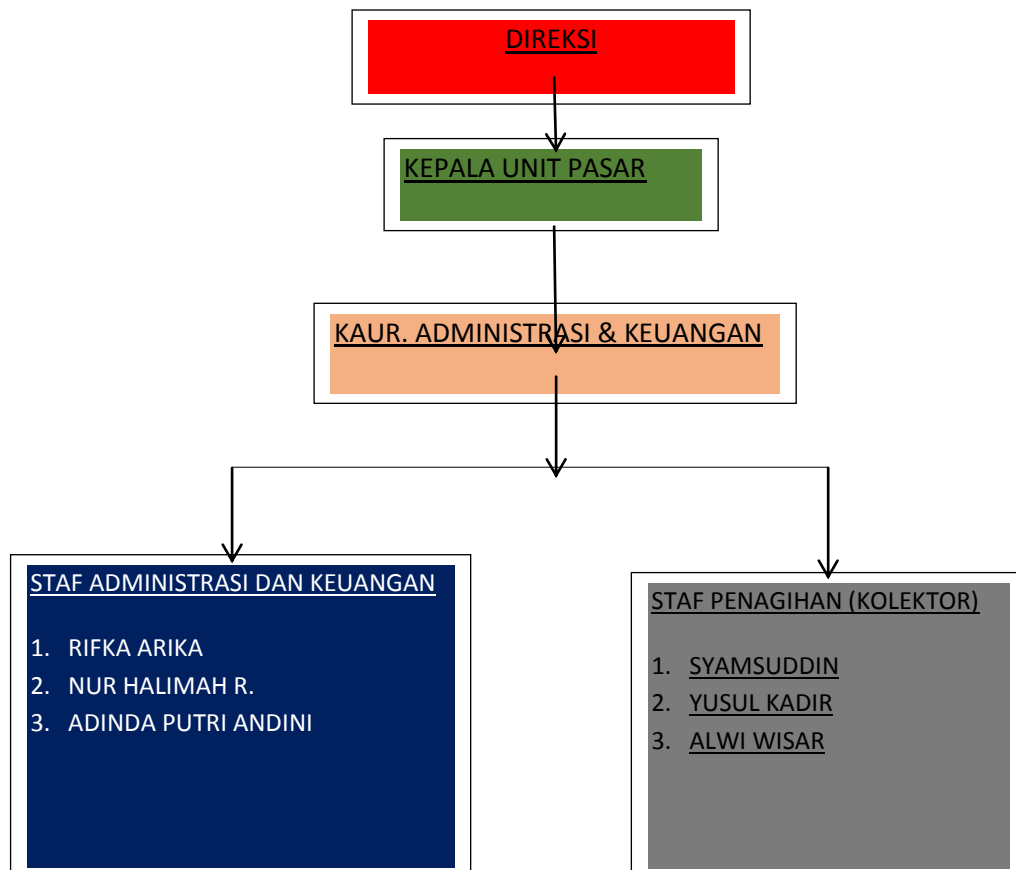 DIREKSI
KEPALA UNIT PASAR
KAUR. ADMINISTRASI & KEUANGAN
STAF ADMINISTRASI DAN KEUANGAN
1. RIFKA ARIKA
2. NUR HALIMAH R.
3. ADINDA PUTRI ANDINI
STAF PENAGIHAN (KOLEKTOR)
1. SYAMSUDDIN
2. YUSUL KADIR
3. ALWI WISAR